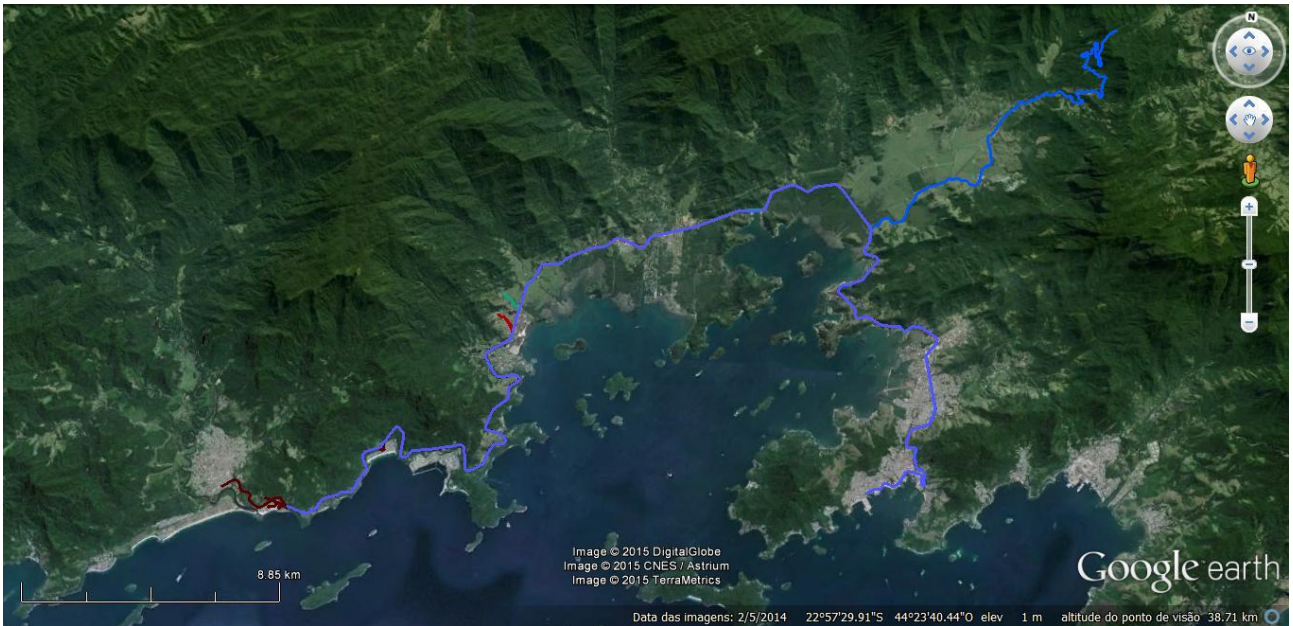 N
8.85 km
Image © 2015 DigitalGlobe
Image © 2015 CNES / Astrium
Image © 2015 TerraMetrics
Google earth
Data das imagens: 2/5/2014 22°57'29.91"S 44°23'40.44"O elev 1 m altitude do ponto de visão 38.71 km